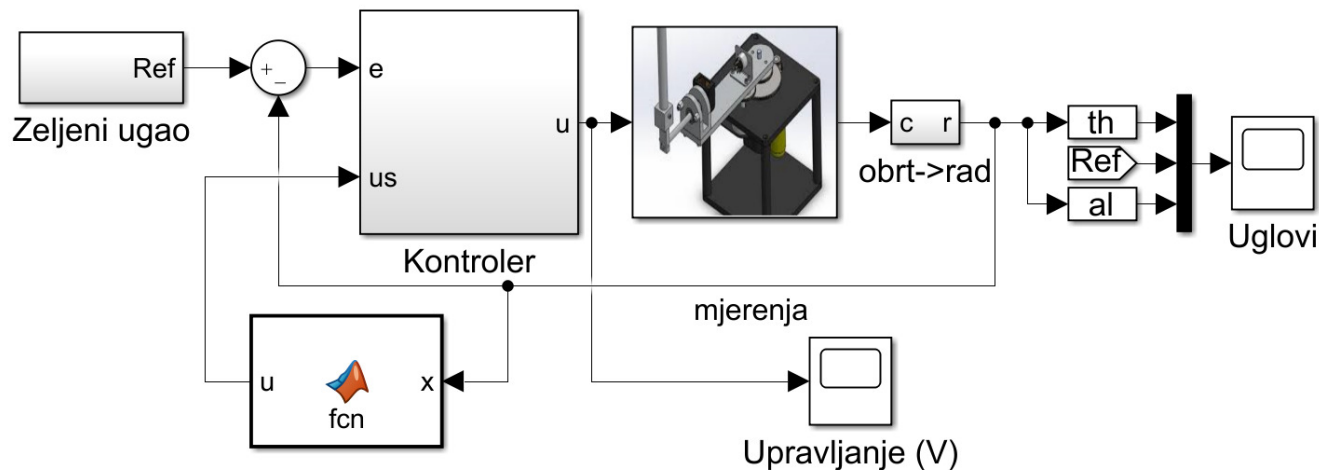 Ref
+
_
e
us
u
c r
th
Ref
al
Zeljeni ugao
obrt->rad
Uglovi
Kontroler
mjerenja
u
x
fcn
Upravljanje (V)